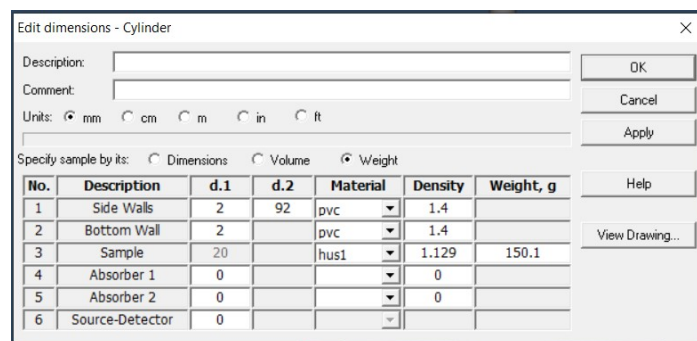 Edit dimensions - Cylinder
Description:
OK
Comment:
Cancel
Units: mm cm m in ft
Apply
Specify sample by its: Dimensions Volume Weight
No. Description d.1 d.2 Material Density Weight, g
Help
1 Side Walls 2 92 pvc 1.4
2 Bottom Wall 2 pvc 1.4
View Drawing...
3 Sample 20 hus1 1.129 150.1
4 Absorber 1 0 0
5 Absorber 2 0 0
6 Source-Detector 0